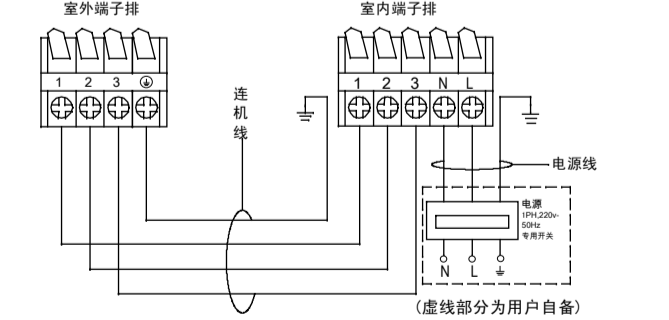 室外端子排
室内端子排
1 2 3
1 2 3 N L
连机线
电源线
电源
1PH,220v-
50Hz
专用开关
N L
(虚线部分为用户自备)